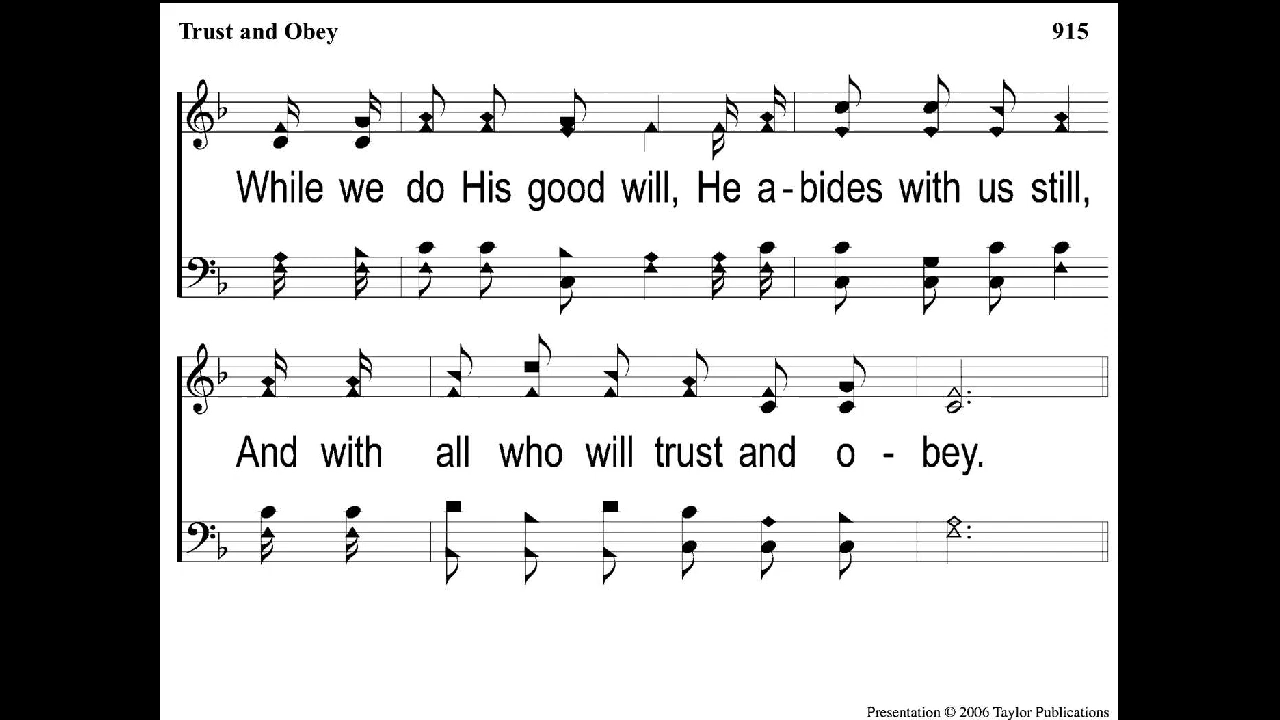 Trust and Obey 915
While we do His good will, He a-bides with us still,
And with all who will trust and o - bey.
Presentation © 2006 Taylor Publications